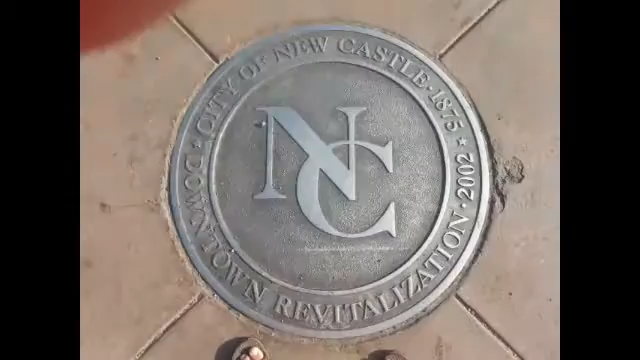 CITY OF NEW CASTLE · 1875 ★
DOWNTOWN REVITALIZATION · 2002 ★
NC